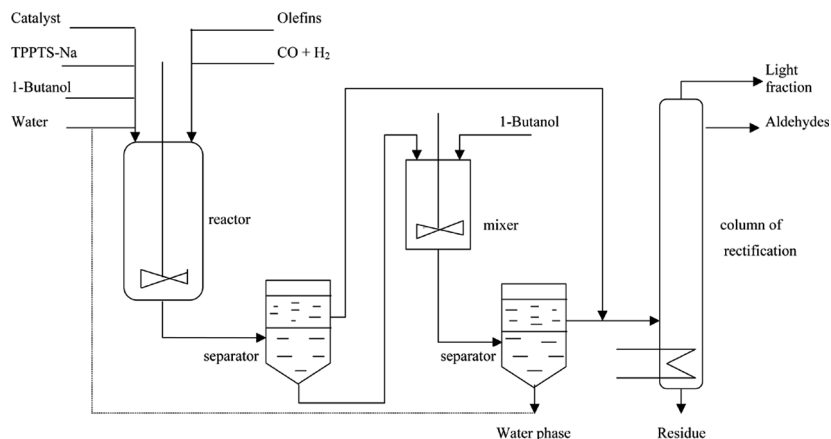 Catalyst
Olefins
TPPTS-Na
CO + H₂
1-Butanol
Water
Light
fraction
Aldehydes
1-Butanol
reactor
mixer
column of
rectification
separator
separator
Water phase
Residue